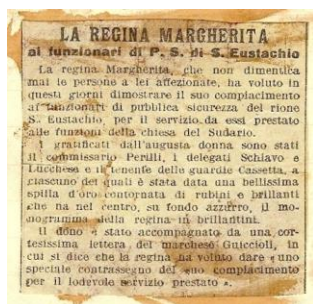 LA REGINA MARGHERITA
ai funzionari di P. S. di S. Eustachio
La regina Margherita, che non dimentica
mai le persone a lei affezionate, ha voluto in
questi giorni dimostrare il suo compiacimento
ai funzionari di pubblica sicurezza del rione
S. Eustachio, per il servizio da essi prestato
alle funzioni della chiesa del Sudario.
I gratificati dall'augusta donna sono stati
il commissario Perilli, i delegati Schiavo e
Lucchese e il tenente delle guardie Cassetta, a
ciascuno dei quali è stata data una bellissima
spilla d'oro contornata di rubini e brillanti
che ha nel centro, su fondo azzurro, il mo-
nogramma della regina in brillantini.
Il dono è stato accompagnato da una cor-
tesissima lettera del marchese Guiccioli, in
cui si dice che la regina ha voluto dare « uno
speciale contrassegno del suo compiacimento
per il lodevole servizio prestato ».